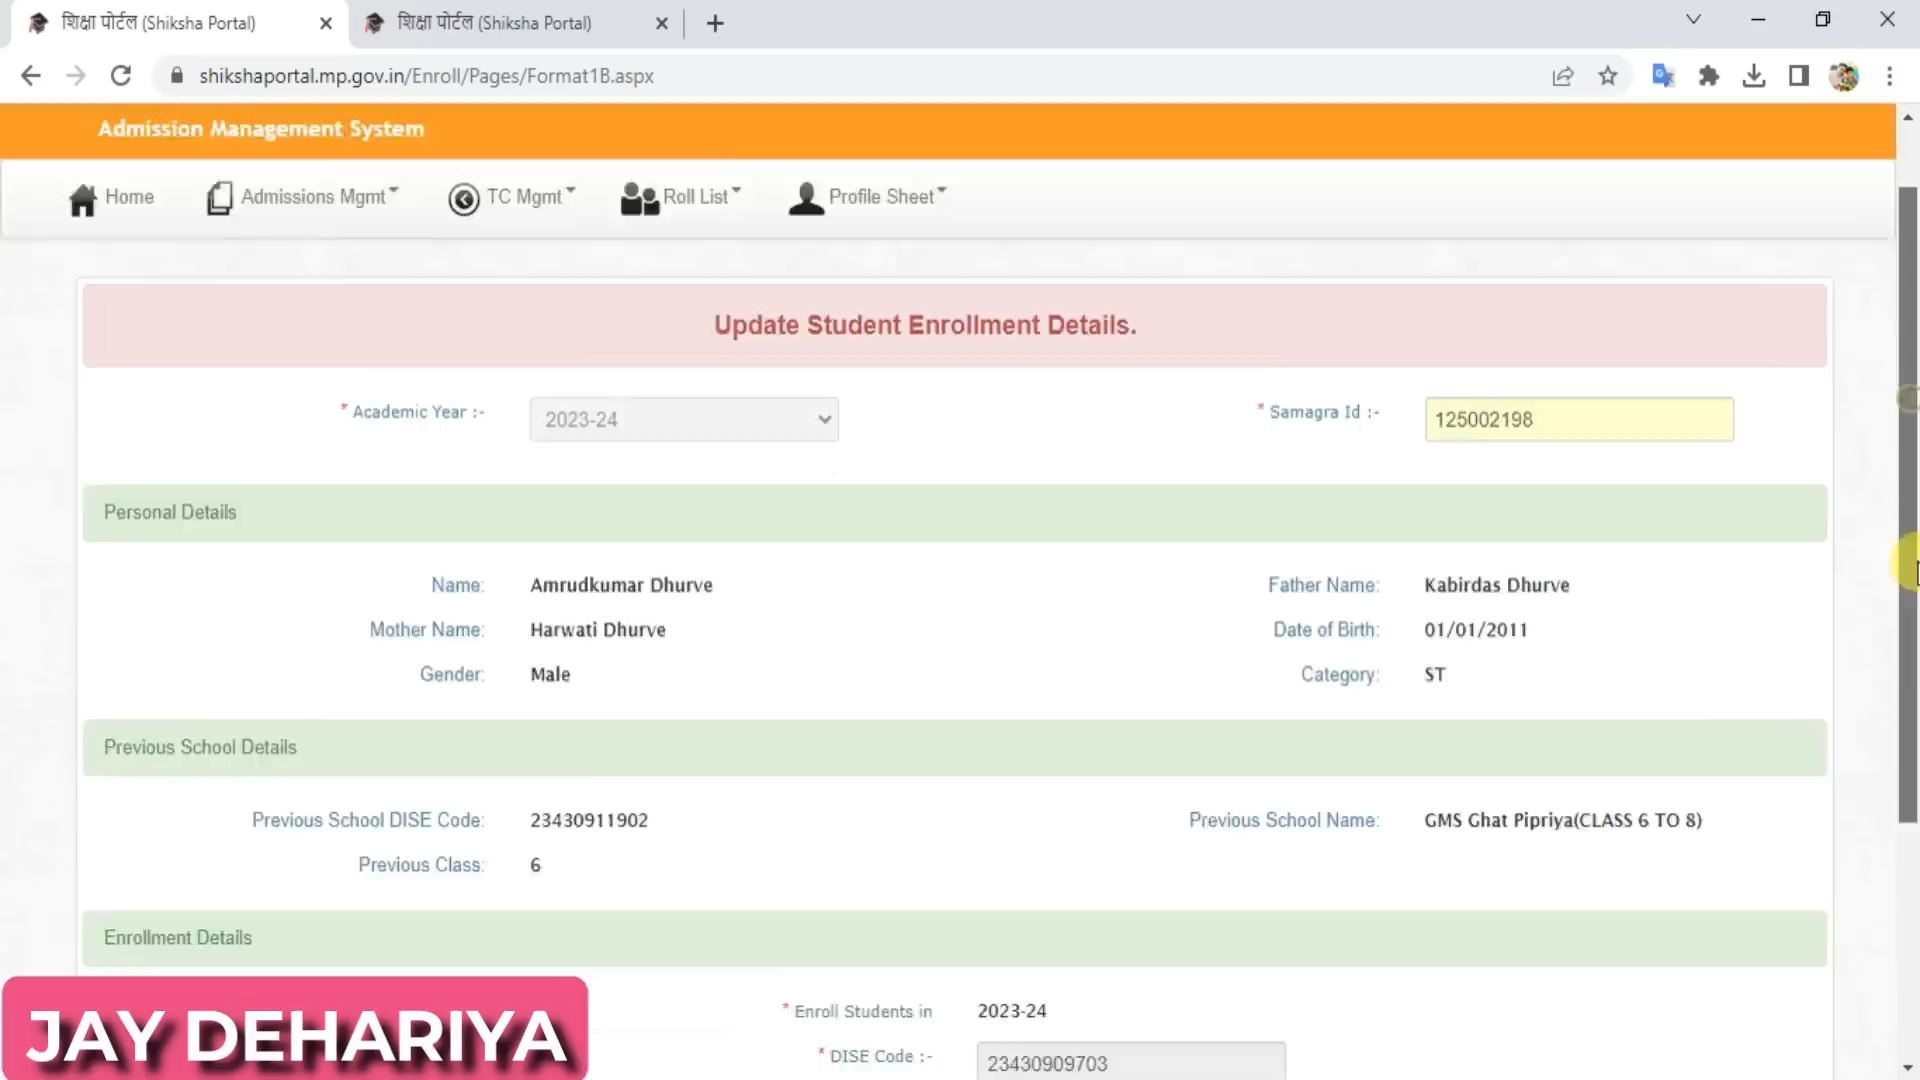 शिक्षा पोर्टल (Shiksha Portal)
शिक्षा पोर्टल (Shiksha Portal)
shikshaportal.mp.gov.in/Enroll/Pages/Format1B.aspx
Admission Management System
Home Admissions Mgmt TC Mgmt Roll List Profile Sheet
Update Student Enrollment Details.
* Academic Year :- 2023-24 * Samagra Id :- 125002198
Personal Details
Name: Amrudkumar Dhurve Father Name: Kabirdas Dhurve
Mother Name: Harwati Dhurve Date of Birth: 01/01/2011
Gender: Male Category: ST
Previous School Details
Previous School DISE Code: 23430911902 Previous School Name: GMS Ghat Pipriya(CLASS 6 TO 8)
Previous Class: 6
Enrollment Details
* Enroll Students in 2023-24
* DISE Code :- 23430909703
JAY DEHARIYA